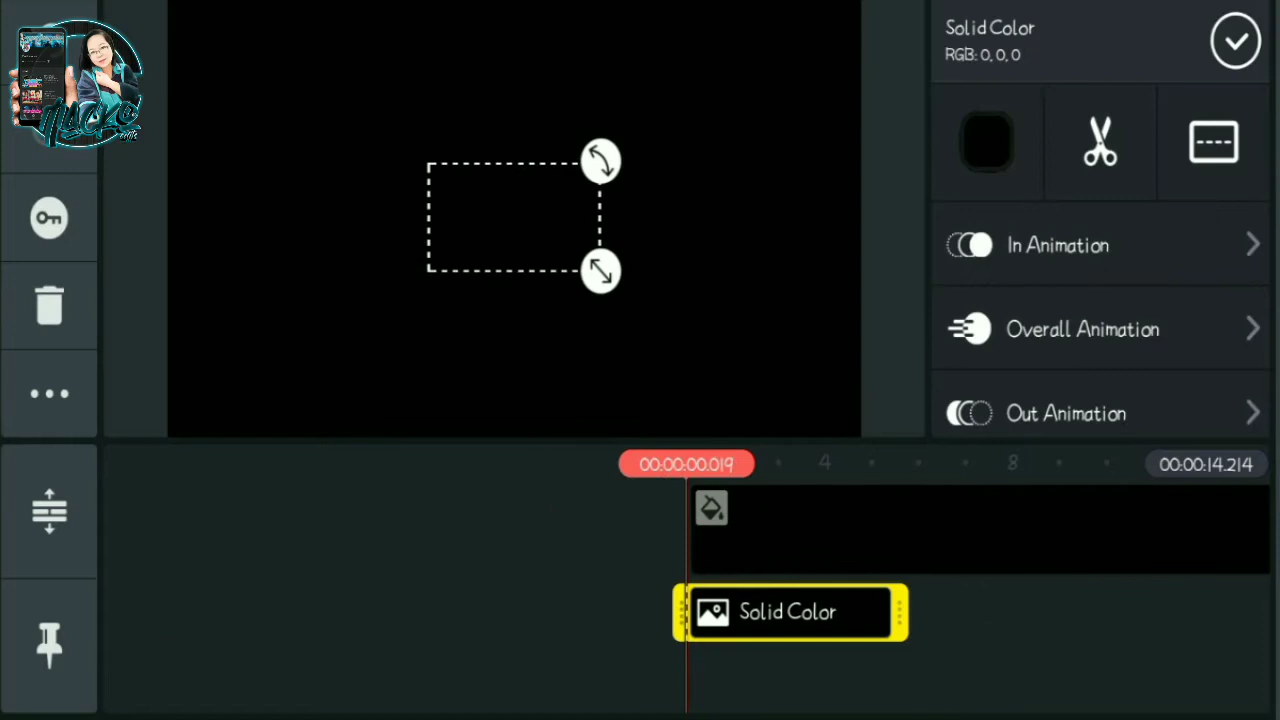 MACKY
Solid Color
RGB: 0, 0, 0
In Animation
Overall Animation
Out Animation
00:00:00.019
4
8
00:00:14.214
Solid Color